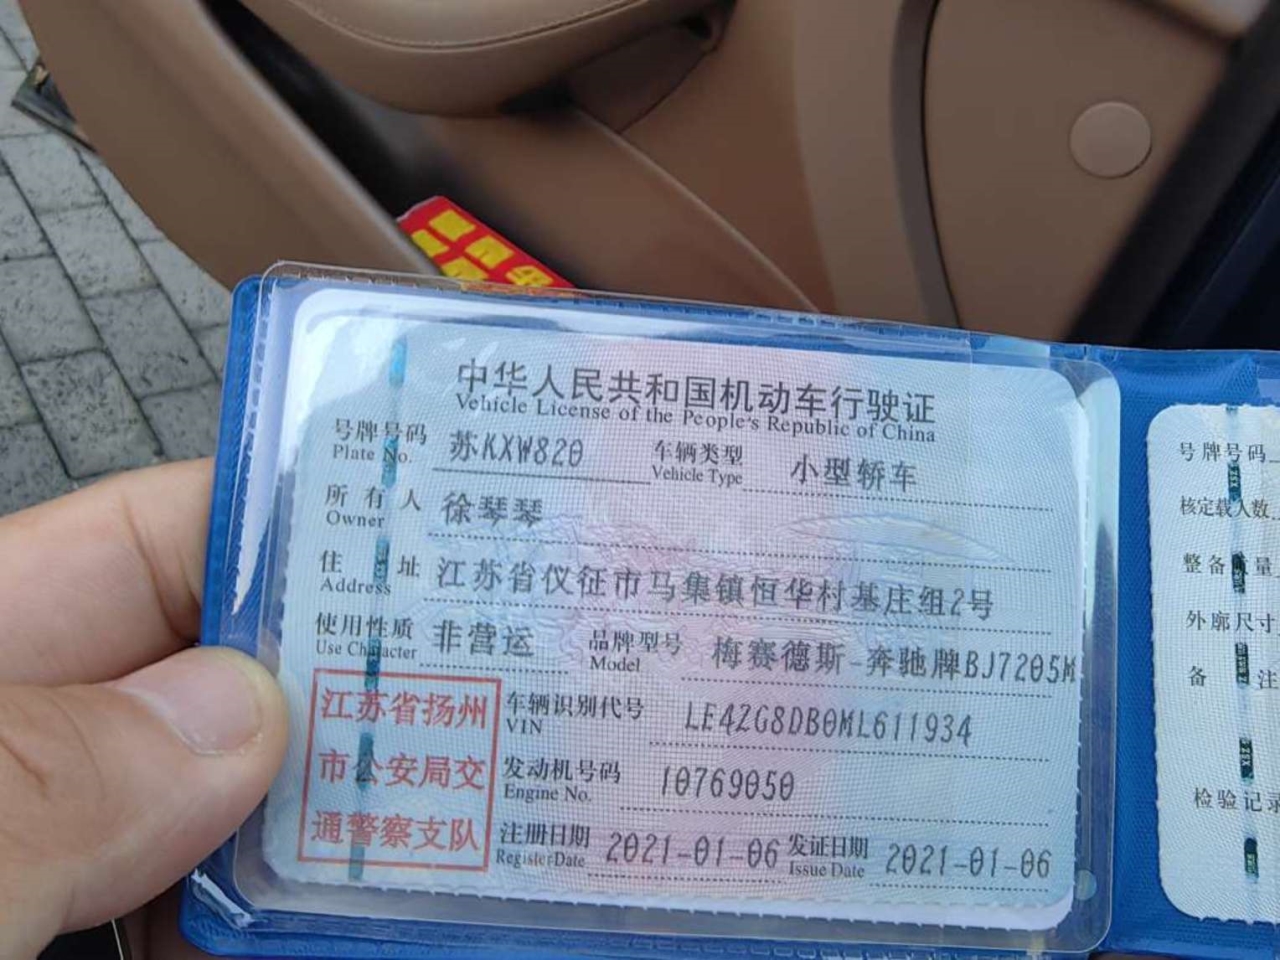 中华人民共和国机动车行驶证
Vehicle License of the People's Republic of China
号牌号码 苏KXW820 车辆类型 小型轿车
Plate No. Vehicle Type
所有人 徐琴琴
Owner
住址 江苏省仪征市马集镇恒华村基庄组2号
Address
使用性质 非营运 品牌型号 梅赛德斯-奔驰牌BJ7205M
Use Character Model
江苏省扬州
市公安局交
通警察支队
车辆识别代号 LE4ZG8DB0ML611934
VIN
发动机号码 10769050
Engine No.
注册日期 2021-01-06 发证日期 2021-01-06
Register Date Issue Date
号牌号码
核定载人数
整备质量
外廓尺寸
备注
检验记录